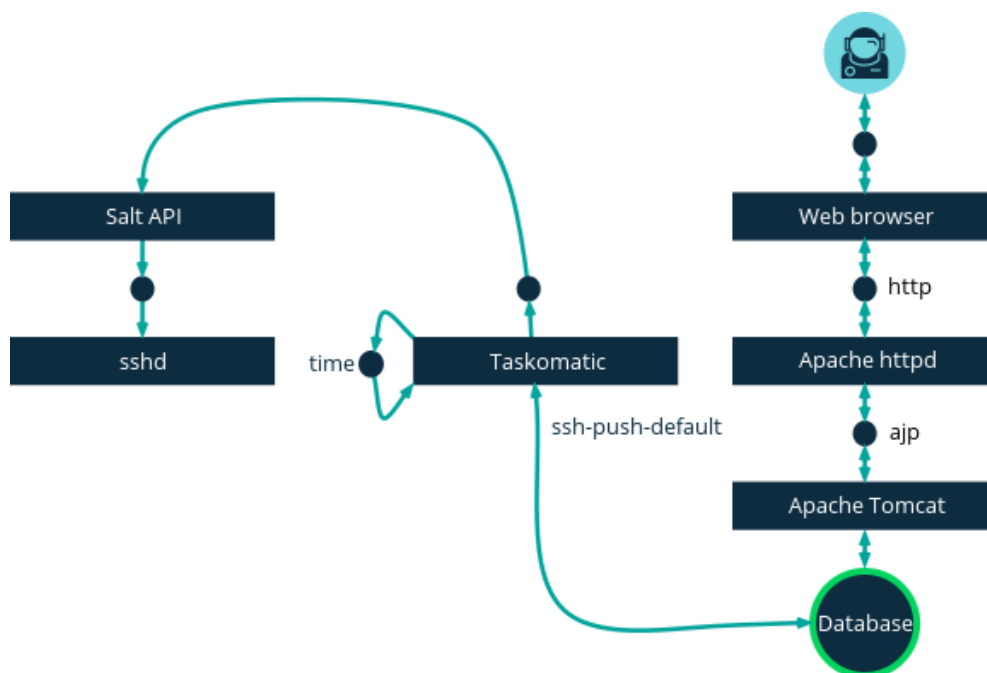 Salt API
Web browser
http
sshd
time
Taskomatic
Apache httpd
ssh-push-default
ajp
Apache Tomcat
Database